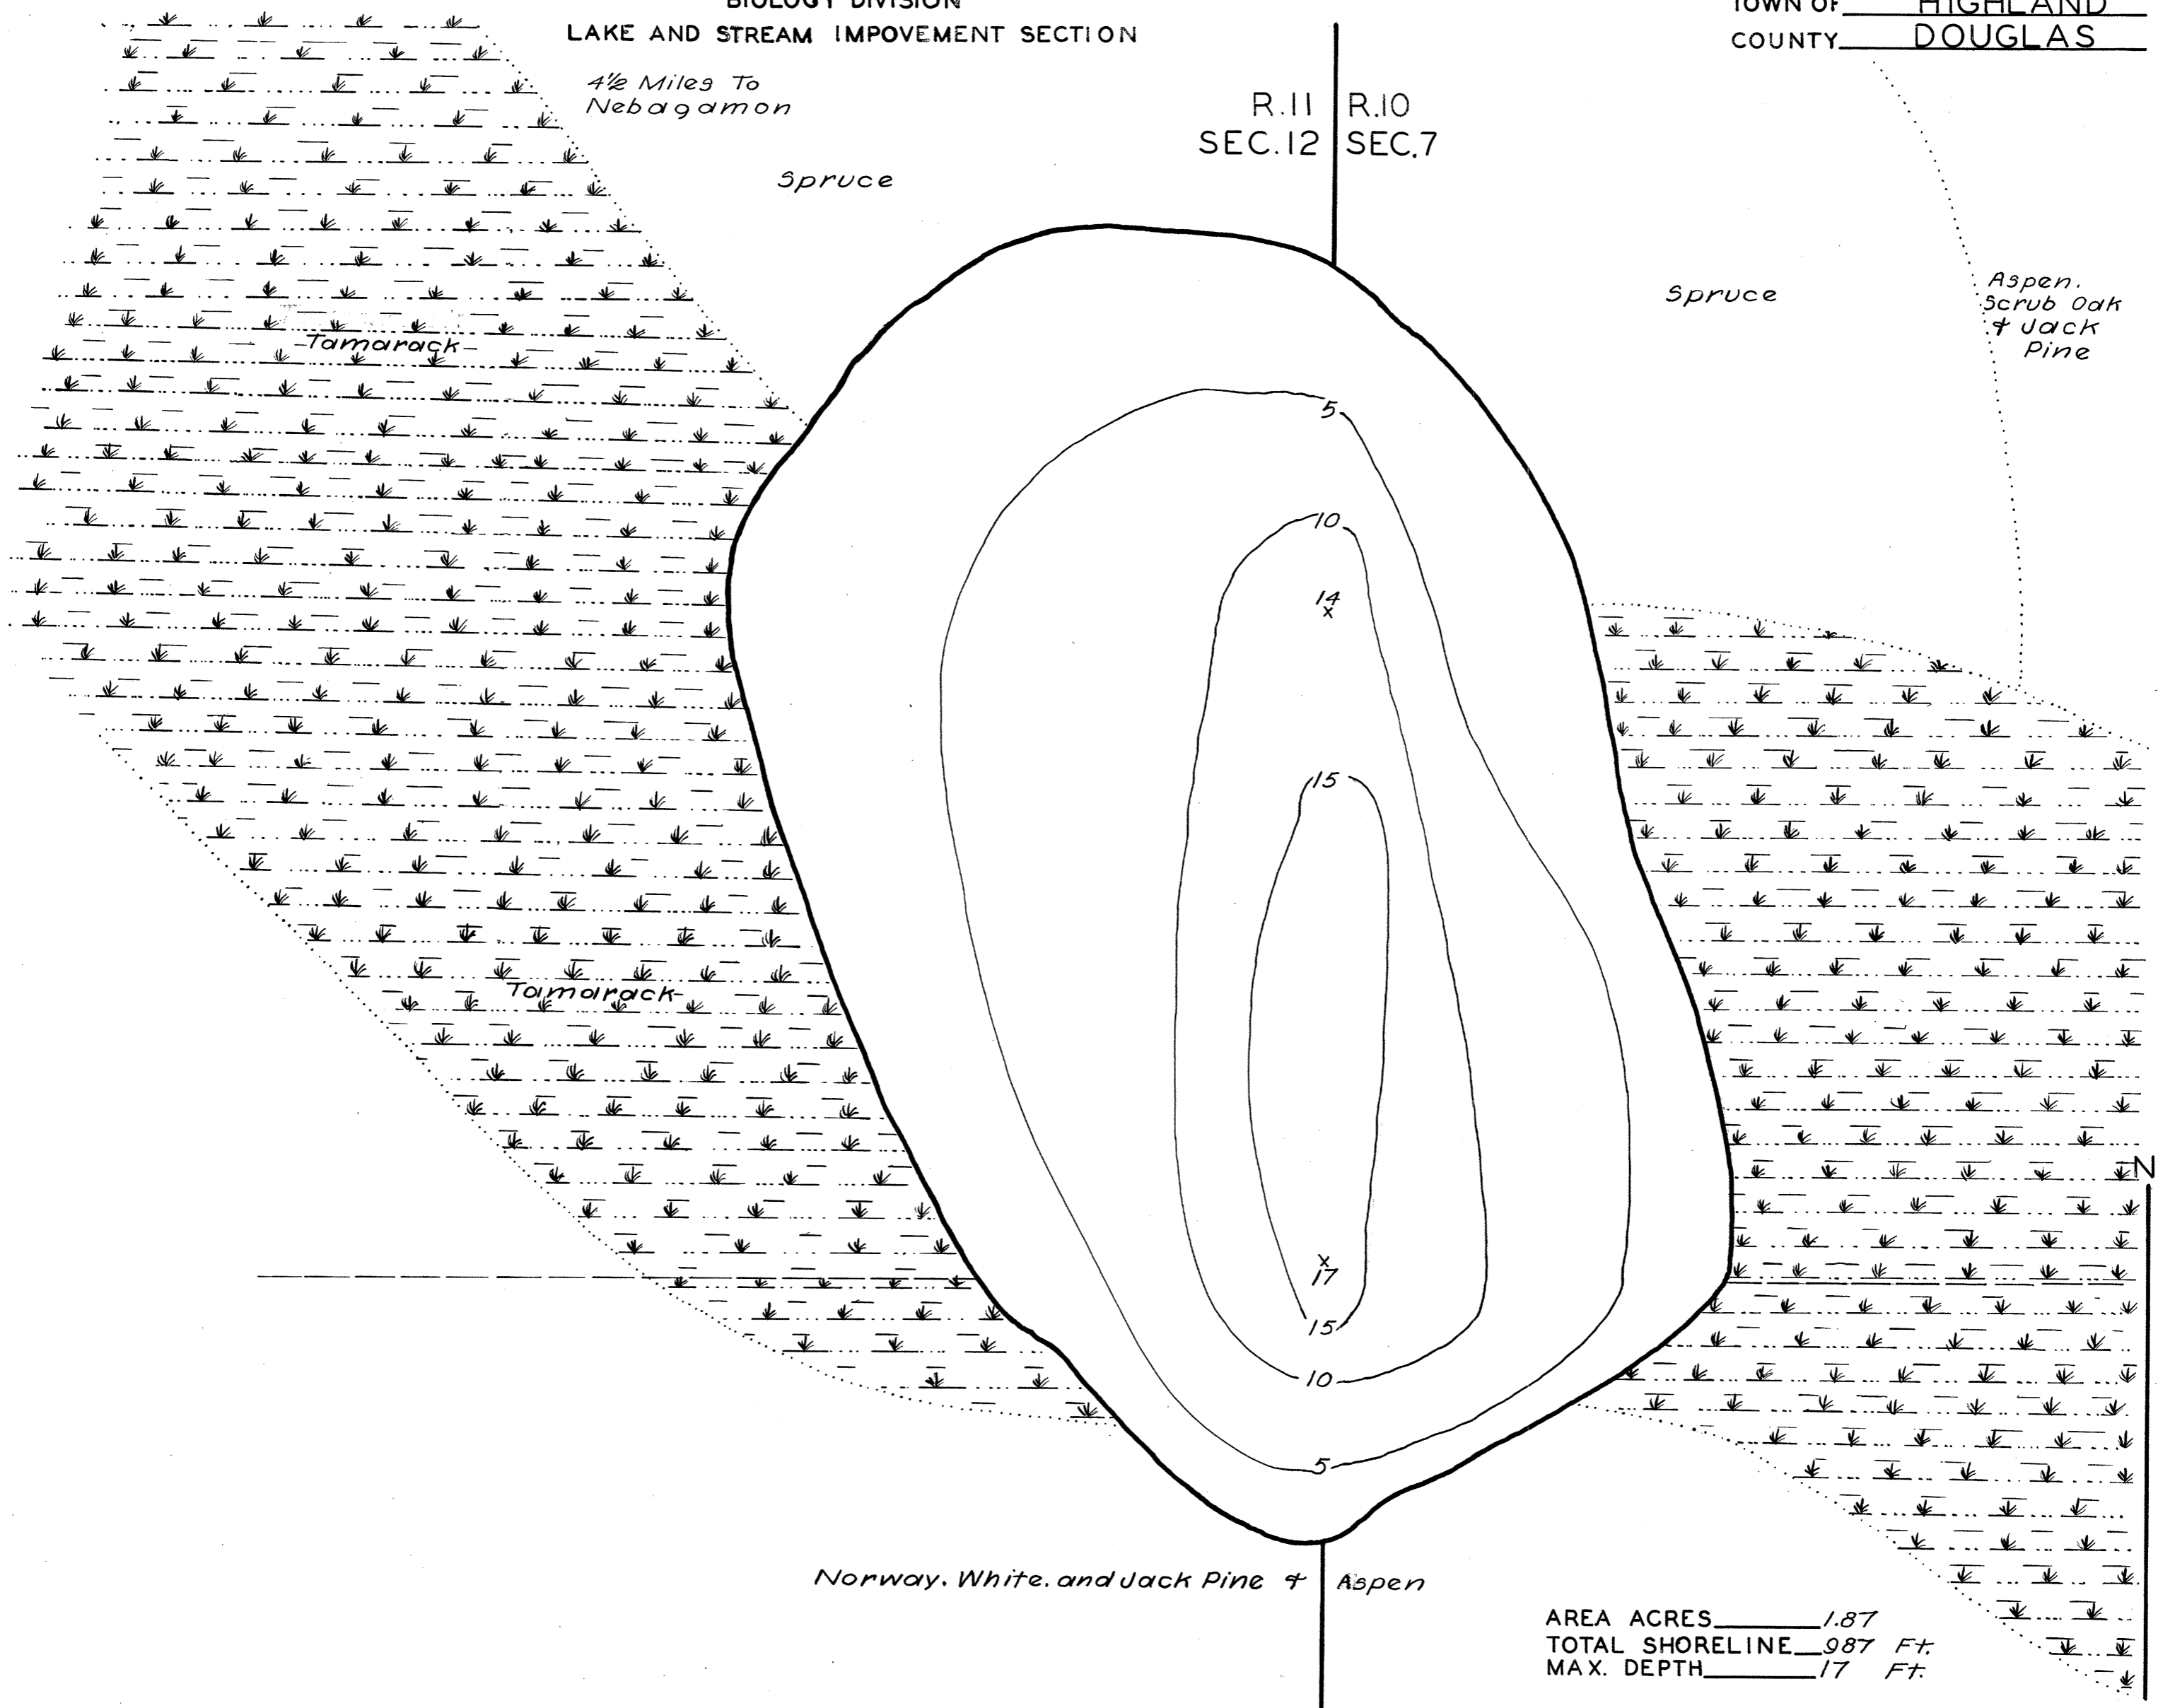 BIOLOGY DIVISION
LAKE AND STREAM IMPOVEMENT SECTION
TOWN OF HIGHLAND
COUNTY DOUGLAS
4½ Miles To
Nebagamon
R.11 R.10
SEC.12 SEC.7
Spruce
Spruce
Aspen.
Scrub Oak
& Jack
Pine
Tamarack
5
10
14
x
15
Tamarack
N
x
17
15
10
5
Norway. White. and Jack Pine & Aspen
AREA ACRES 1.87
TOTAL SHORELINE 987 Ft.
MAX. DEPTH 17 Ft.